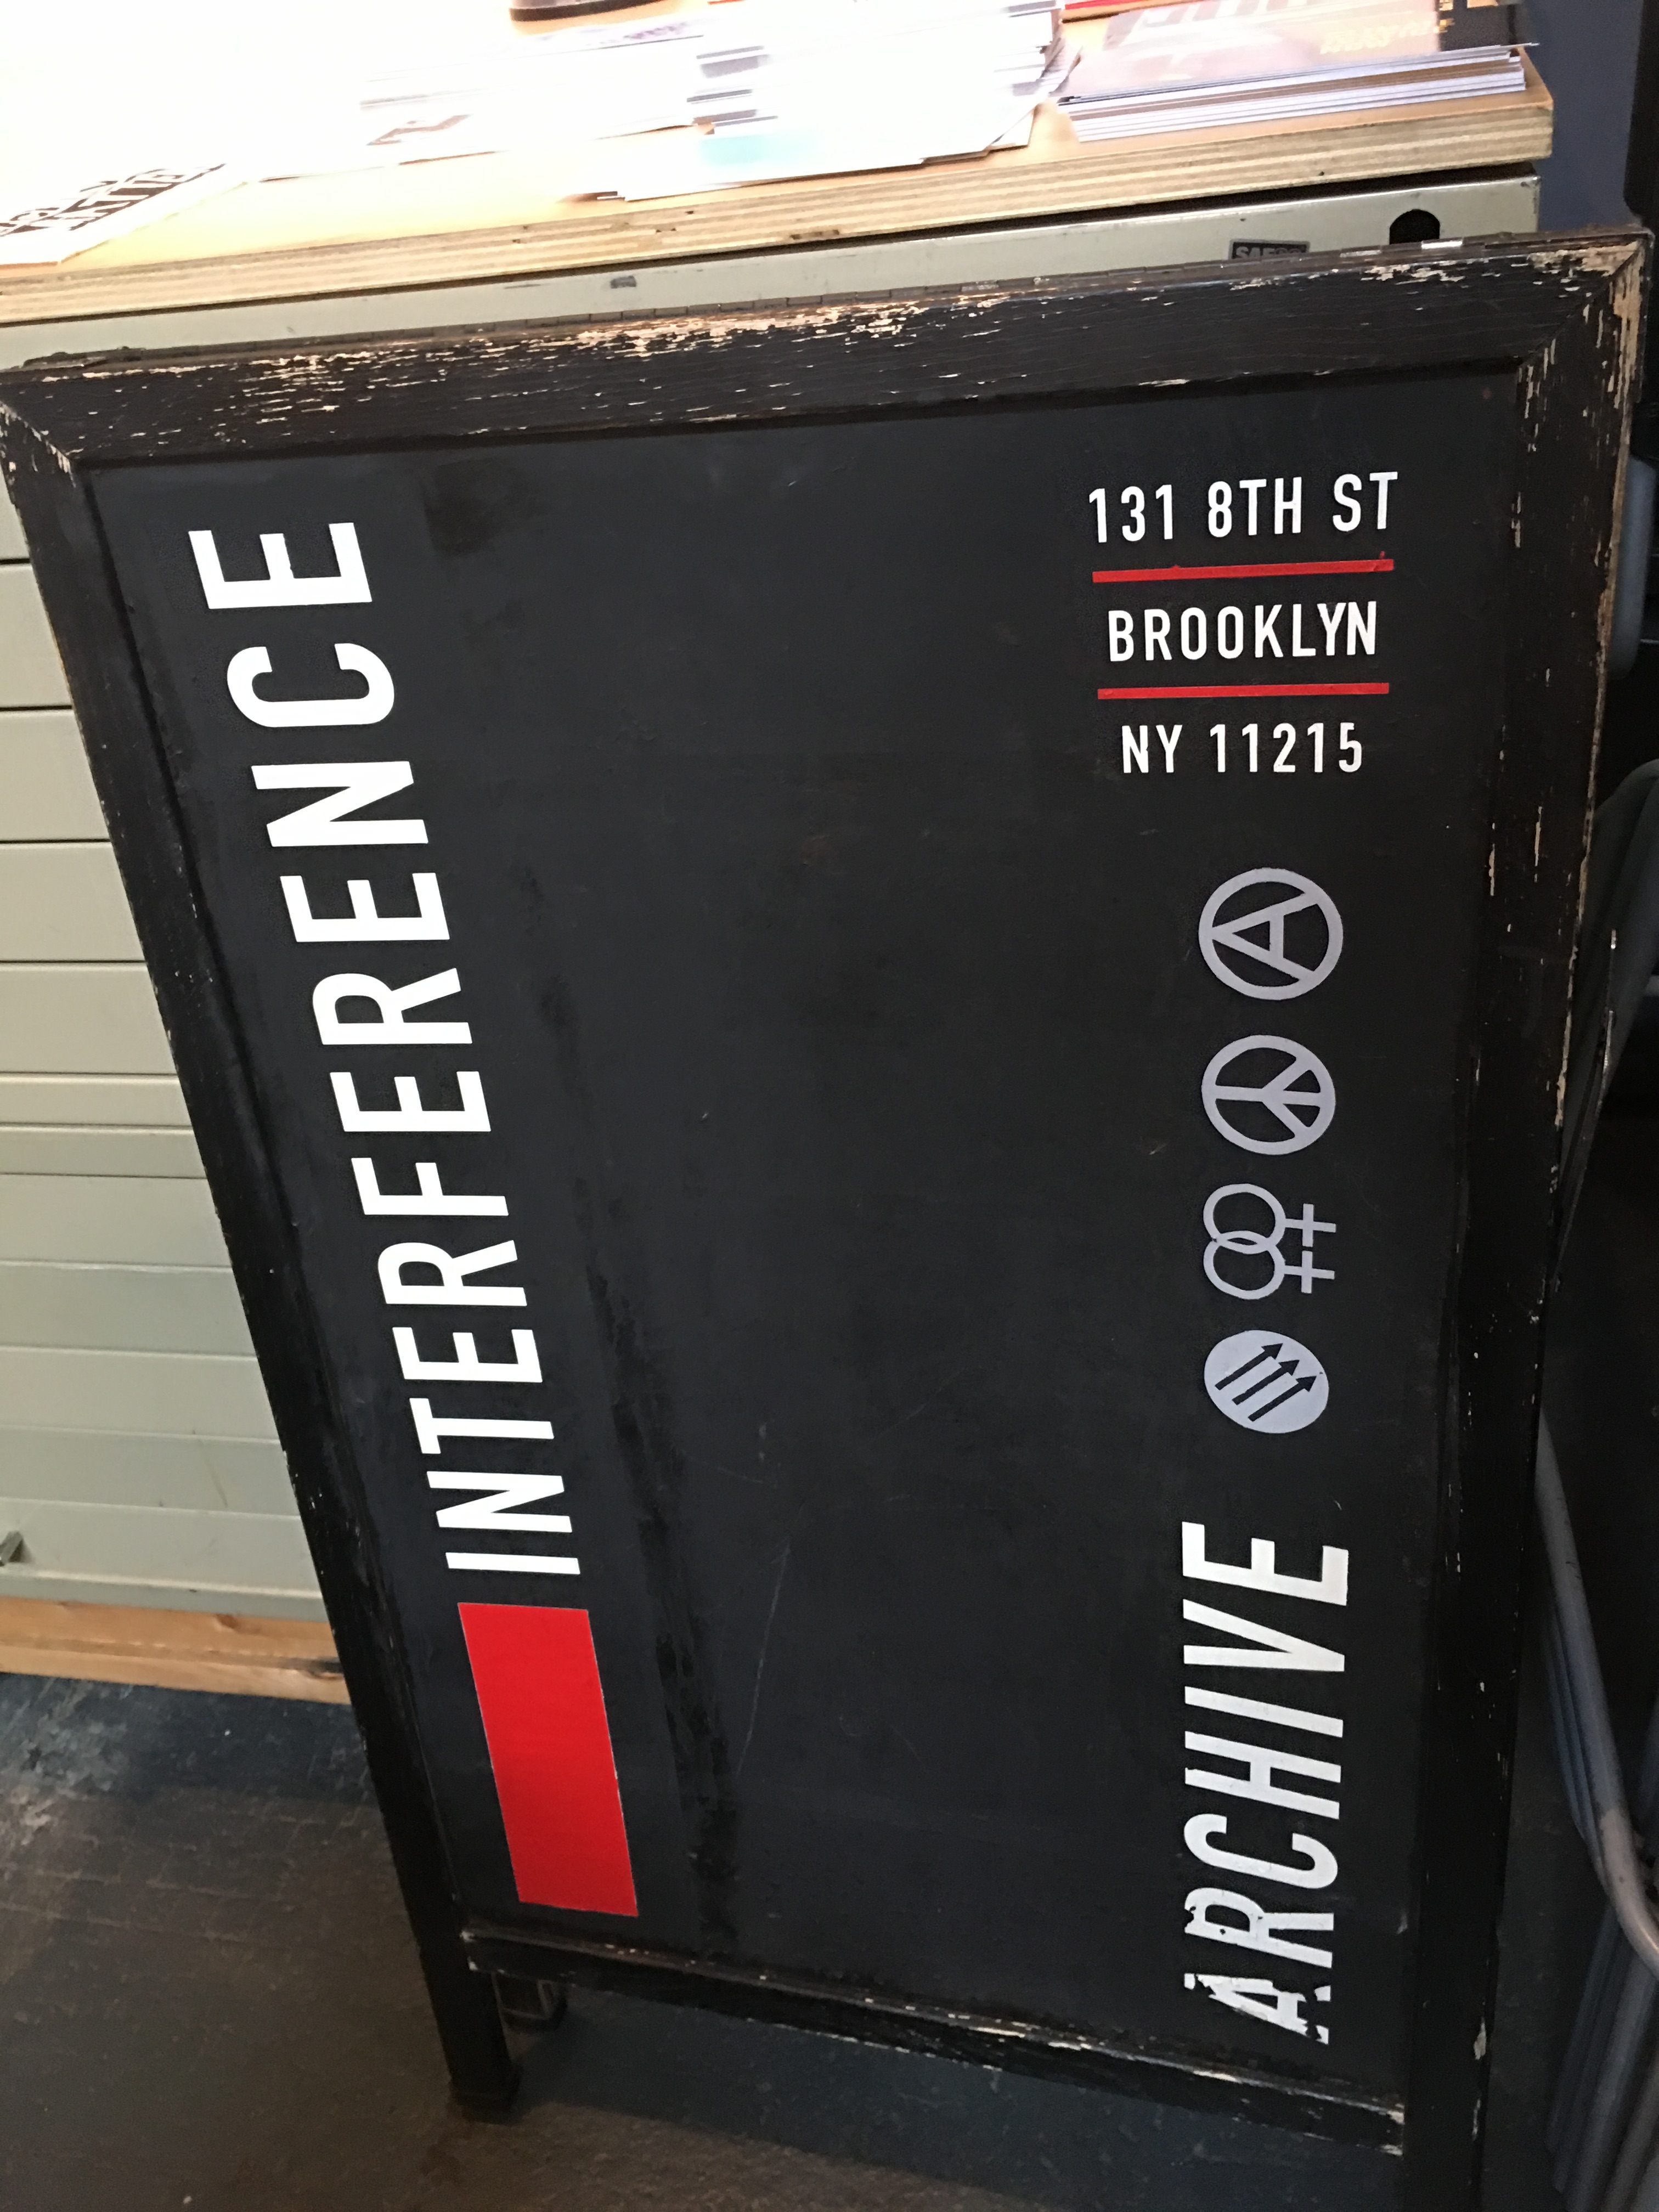 INTERFERENCE
131 8TH ST
BROOKLYN
NY 11215
ARCHIVE